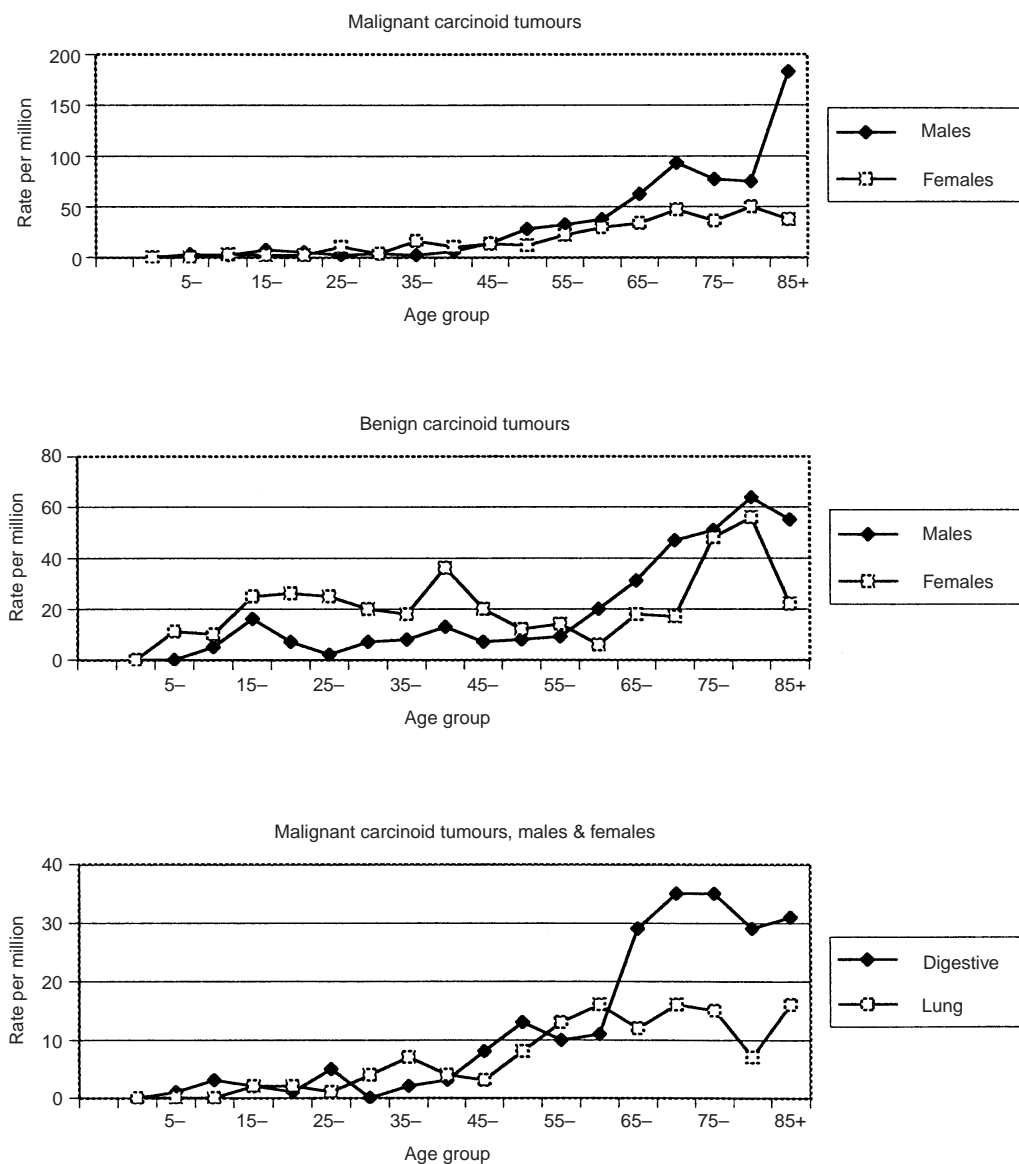 Malignant carcinoid tumours
200
150
100
50
0
Rate per million
5– 15– 25– 35– 45– 55– 65– 75– 85+
Age group
Males
Females
Benign carcinoid tumours
80
60
40
20
0
Rate per million
5– 15– 25– 35– 45– 55– 65– 75– 85+
Age group
Males
Females
Malignant carcinoid tumours, males & females
40
30
20
10
0
Rate per million
5– 15– 25– 35– 45– 55– 65– 75– 85+
Age group
Digestive
Lung